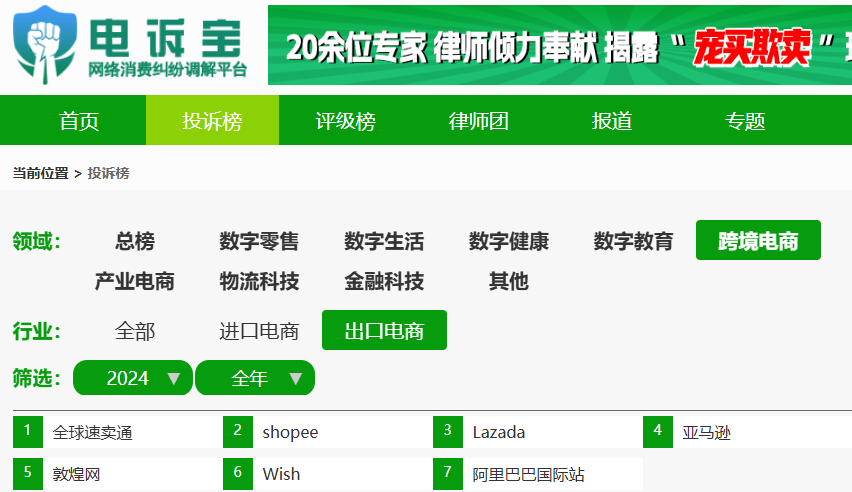 电诉宝
网络消费纠纷调解平台
20余位专家 律师倾力奉献 揭露“宠买欺卖”
首页 投诉榜 评级榜 律师团 报道 专题
当前位置 > 投诉榜
领域: 总榜 数字零售 数字生活 数字健康 数字教育 跨境电商
产业电商 物流科技 金融科技 其他
行业: 全部 进口电商 出口电商
筛选: 2024 ▼ 全年 ▼
1 全球速卖通 2 shopee 3 Lazada 4 亚马逊
5 敦煌网 6 Wish 7 阿里巴巴国际站